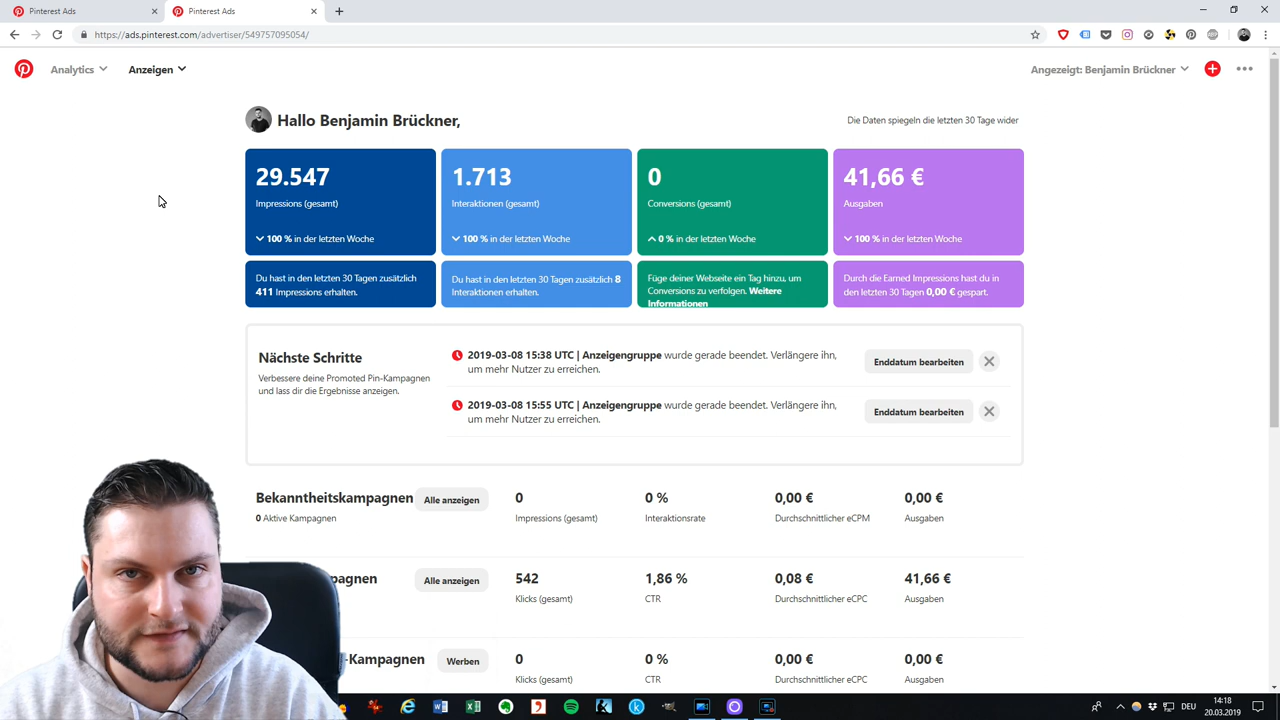 Pinterest Ads
Pinterest Ads
https://ads.pinterest.com/advertiser/549757095054/
Analytics
Anzeigen
Angezeigt: Benjamin Brückner
Hallo Benjamin Brückner,
Die Daten spiegeln die letzten 30 Tage wider
29.547
Impressions (gesamt)
100 % in der letzten Woche
Du hast in den letzten 30 Tagen zusätzlich
411 Impressions erhalten.
1.713
Interaktionen (gesamt)
100 % in der letzten Woche
Du hast in den letzten 30 Tagen zusätzlich 8
Interaktionen erhalten.
0
Conversions (gesamt)
0 % in der letzten Woche
Füge deiner Webseite ein Tag hinzu, um
Conversions zu verfolgen. Weitere
Informationen
41,66 €
Ausgaben
100 % in der letzten Woche
Durch die Earned Impressions hast du in
den letzten 30 Tagen 0,00 € gespart.
Nächste Schritte
Verbessere deine Promoted Pin-Kampagnen
und lass dir die Ergebnisse anzeigen.
2019-03-08 15:38 UTC | Anzeigengruppe wurde gerade beendet. Verlängere ihn,
um mehr Nutzer zu erreichen.
Enddatum bearbeiten
2019-03-08 15:55 UTC | Anzeigengruppe wurde gerade beendet. Verlängere ihn,
um mehr Nutzer zu erreichen.
Enddatum bearbeiten
Bekanntheitskampagnen
0 Aktive Kampagnen
Alle anzeigen
0
Impressions (gesamt)
0 %
Interaktionsrate
0,00 €
Durchschnittlicher eCPM
0,00 €
Ausgaben
pagnen
Alle anzeigen
542
Klicks (gesamt)
1,86 %
CTR
0,08 €
Durchschnittlicher eCPC
41,66 €
Ausgaben
-Kampagnen
Werben
0
Klicks (gesamt)
0 %
CTR
0,00 €
Durchschnittlicher eCPC
0,00 €
Ausgaben
DEU
14:18
20.03.2019